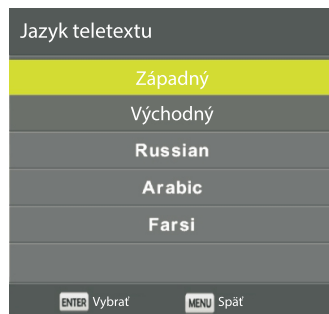 Jazyk teletextu
Západný
Východný
Russian
Arabic
Farsi
ENTER Vybrať MENU Späť